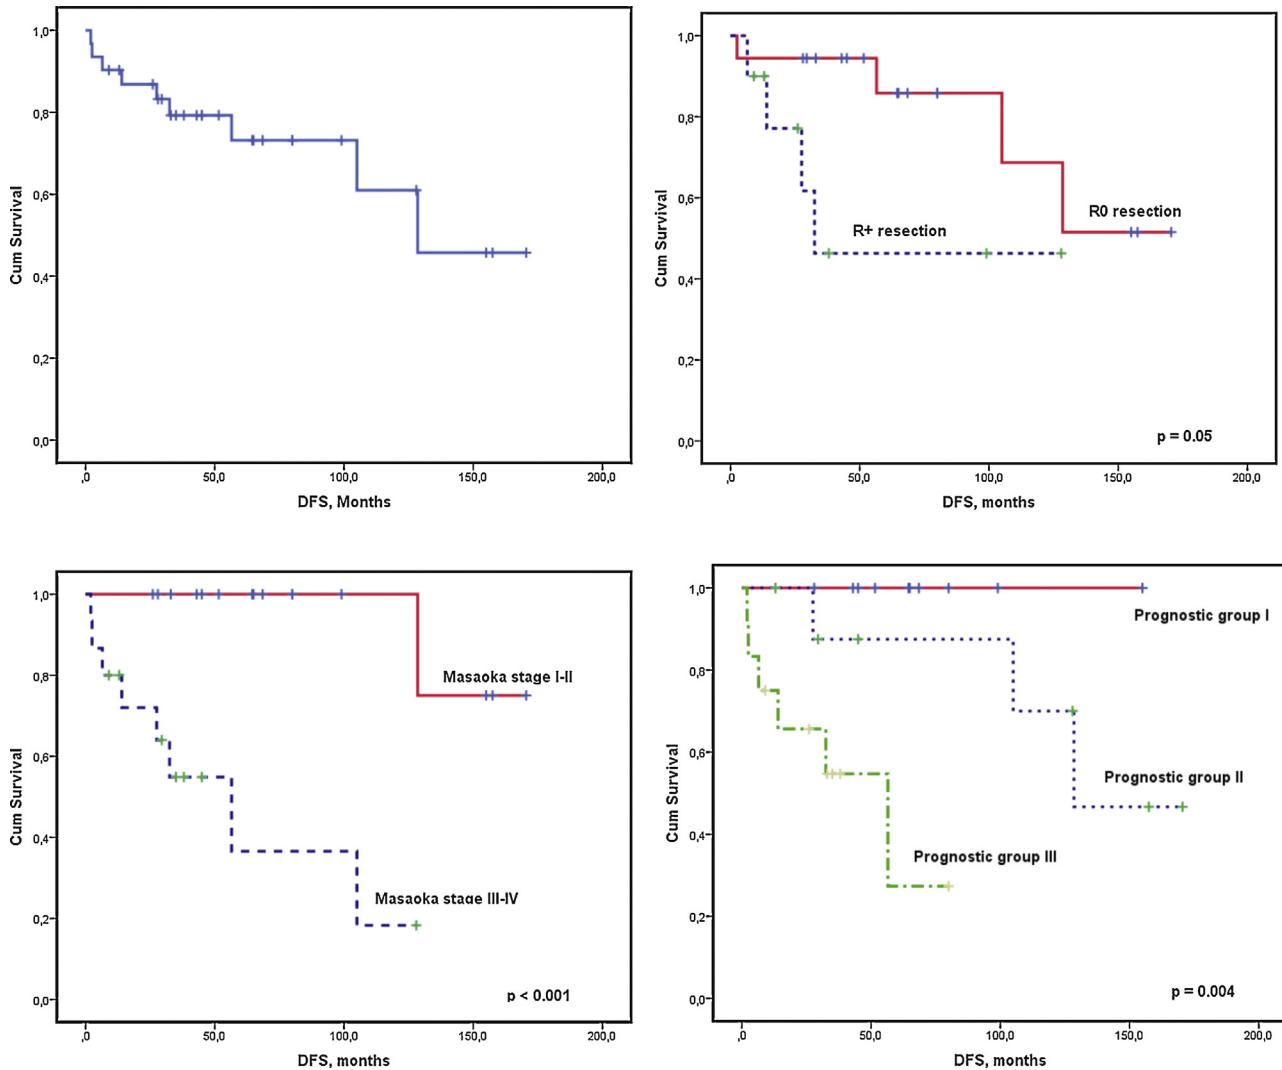 1,0
0,8
0,6
0,4
0,2
0,0
Cum Survival
,0
50,0
100,0
150,0
200,0
DFS, Months
1,0
0,8
0,6
0,4
0,2
0,0
Cum Survival
R0 resection
R+ resection
p = 0.05
,0
50,0
100,0
150,0
200,0
DFS, months
1,0
0,8
0,6
0,4
0,2
0,0
Cum Survival
Masaoka stage I-II
Masaoka stage III-IV
p < 0.001
,0
50,0
100,0
150,0
200,0
DFS, months
1,0
0,8
0,6
0,4
0,2
0,0
Cum Survival
Prognostic group I
Prognostic group II
Prognostic group III
p = 0.004
,0
50,0
100,0
150,0
200,0
DFS, months